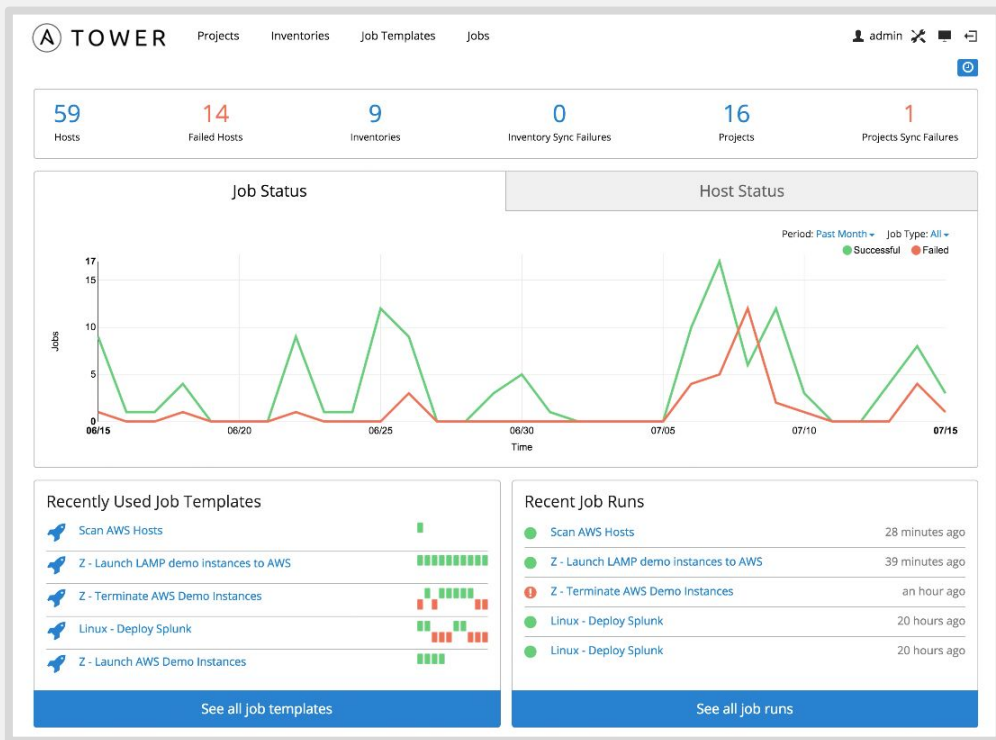 A TOWER Projects Inventories Job Templates Jobs admin
59 14 9 0 16 1
Hosts Failed Hosts Inventories Inventory Sync Failures Projects Projects Sync Failures
Job Status Host Status
Period: Past Month Job Type: All
Successful Failed
17
15
10
5
0
Jobs
06/15 06/20 06/25 06/30 07/05 07/10 07/15
Time
Recently Used Job Templates
Scan AWS Hosts
Z - Launch LAMP demo instances to AWS
Z - Terminate AWS Demo Instances
Linux - Deploy Splunk
Z - Launch AWS Demo Instances
See all job templates
Recent Job Runs
Scan AWS Hosts 28 minutes ago
Z - Launch LAMP demo instances to AWS 39 minutes ago
Z - Terminate AWS Demo Instances an hour ago
Linux - Deploy Splunk 20 hours ago
Linux - Deploy Splunk 20 hours ago
See all job runs